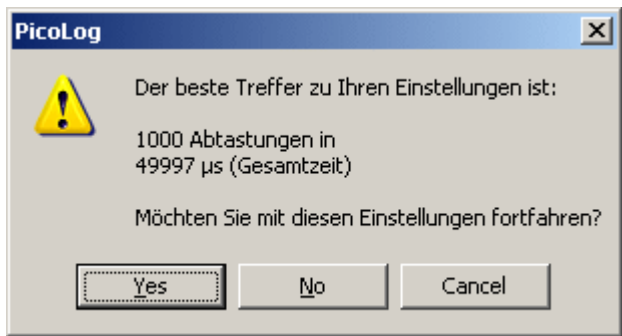 PicoLog
Der beste Treffer zu Ihren Einstellungen ist:
1000 Abtastungen in
49997 µs (Gesamtzeit)
Möchten Sie mit diesen Einstellungen fortfahren?
Yes No Cancel